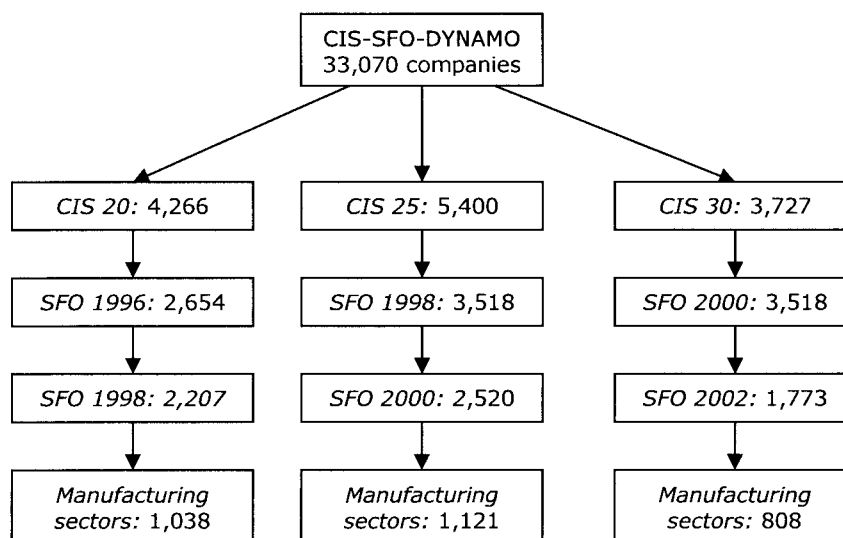 CIS-SFO-DYNAMO
33,070 companies
CIS 20: 4,266
CIS 25: 5,400
CIS 30: 3,727
SFO 1996: 2,654
SFO 1998: 3,518
SFO 2000: 3,518
SFO 1998: 2,207
SFO 2000: 2,520
SFO 2002: 1,773
Manufacturing
sectors: 1,038
Manufacturing
sectors: 1,121
Manufacturing
sectors: 808